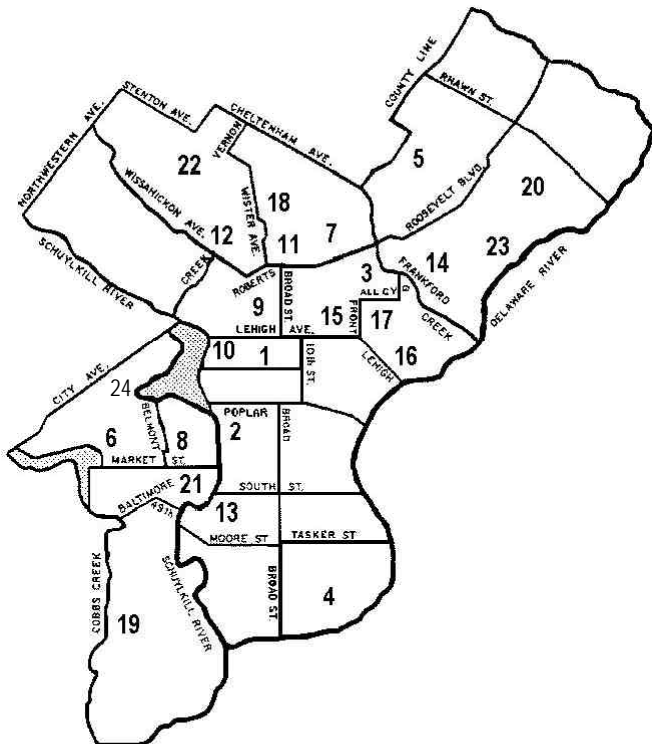 COUNTY LINE
RHAWN ST.
STENTON AVE.
CHELTENHAM AVE.
VERNON
NORTHWESTERN AVE.
22
5
ROOSEVELT BLVD.
20
WISSAHICKON AVE.
WISTER AVE.
18
12
11
7
14
23
SCHUYLKILL RIVER
CREEK
ROBERTS
BROAD ST.
3
FRANKFORD
CREEK
DELAWARE RIVER
9
ALLCY
G
15
FRONT
17
LEHIGH AVE.
10
1
10th ST.
LEHIGH
16
CITY AVE.
24
BELMONT
POPLAR
BROAD
6
8
2
MARKET ST.
21
SOUTH ST.
BALTIMORE
49th
13
MOORE ST
TASKER ST
COBBS CREEK
SCHUYLKILL RIVER
BROAD ST.
4
19